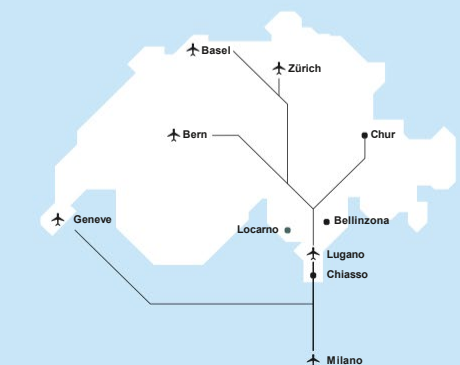 Basel
Zürich
Bern
Chur
Geneve
Bellinzona
Locarno
Lugano
Chiasso
Milano